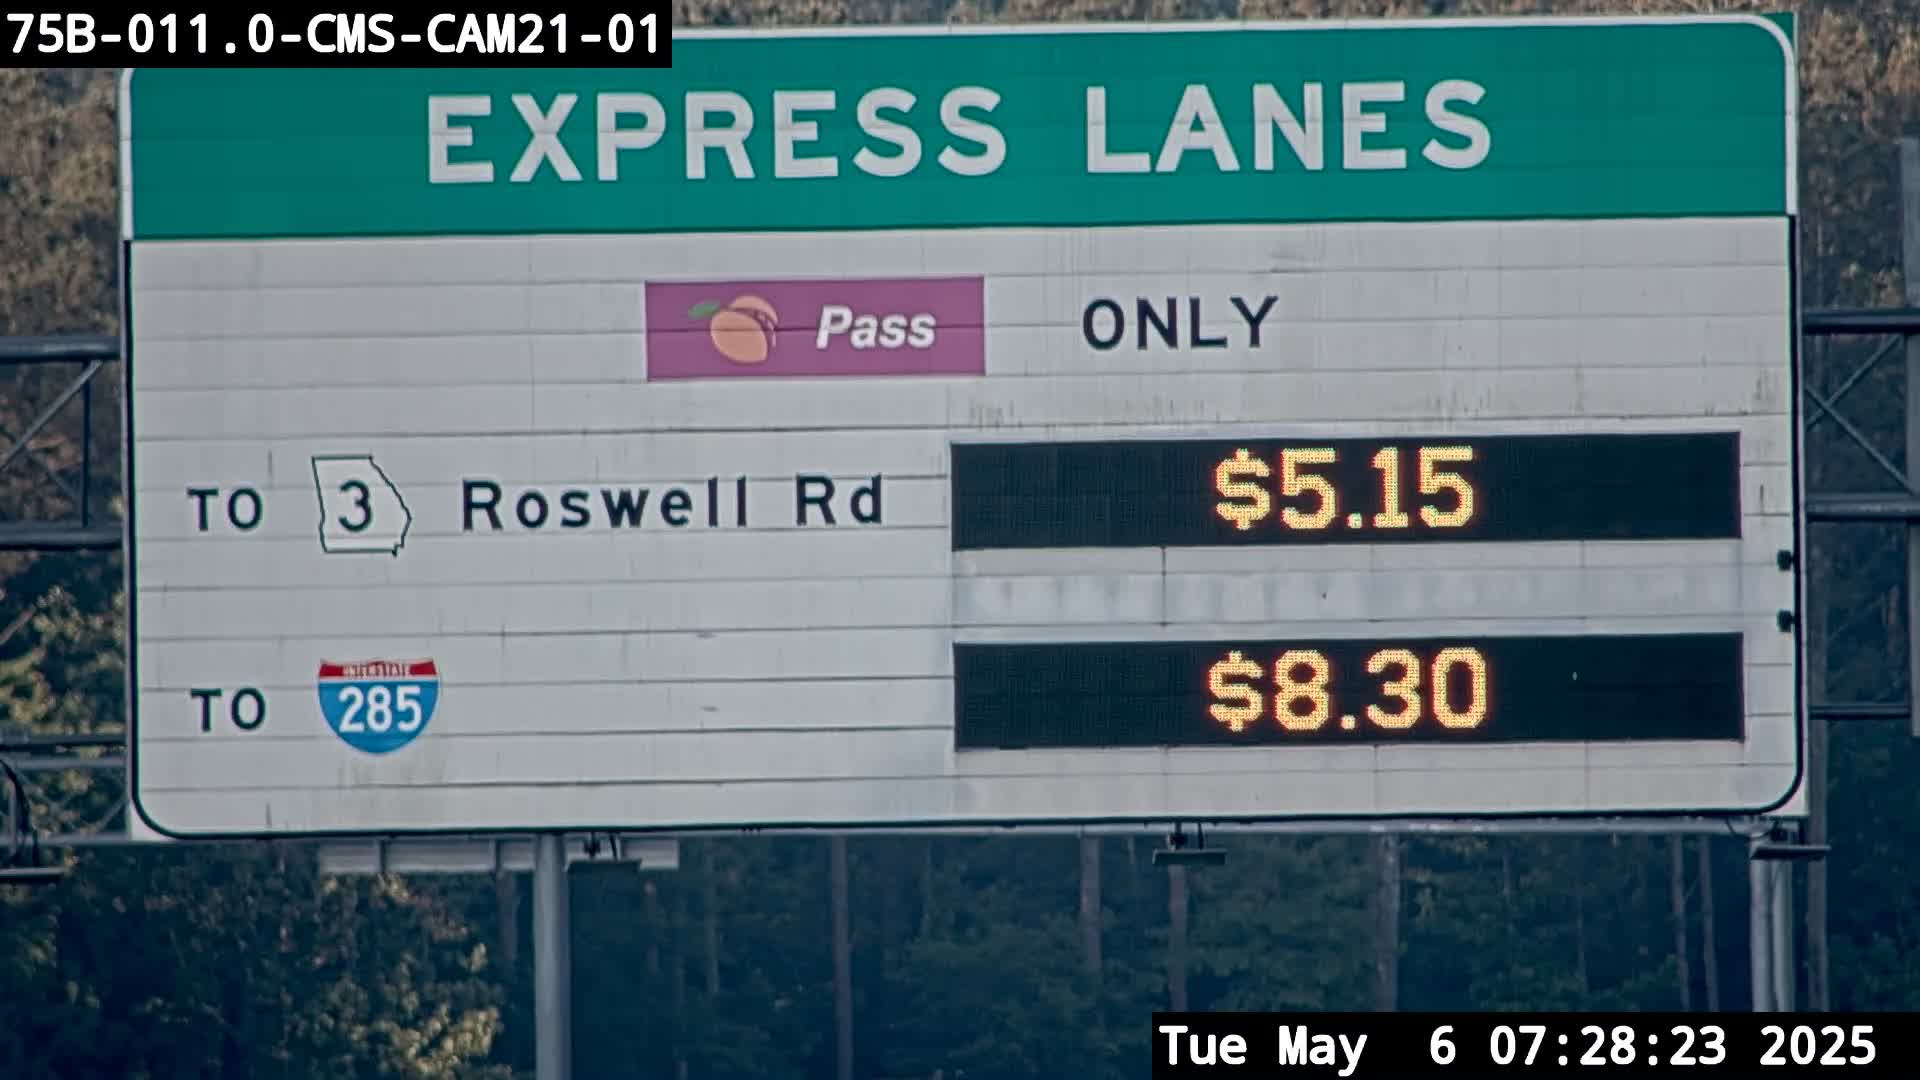 75B-011.0-CMS-CAM21-01
EXPRESS LANES
Pass ONLY
TO 3 Roswell Rd $5.15
INTERSTATE
TO 285 $8.30
Tue May 6 07:28:23 2025